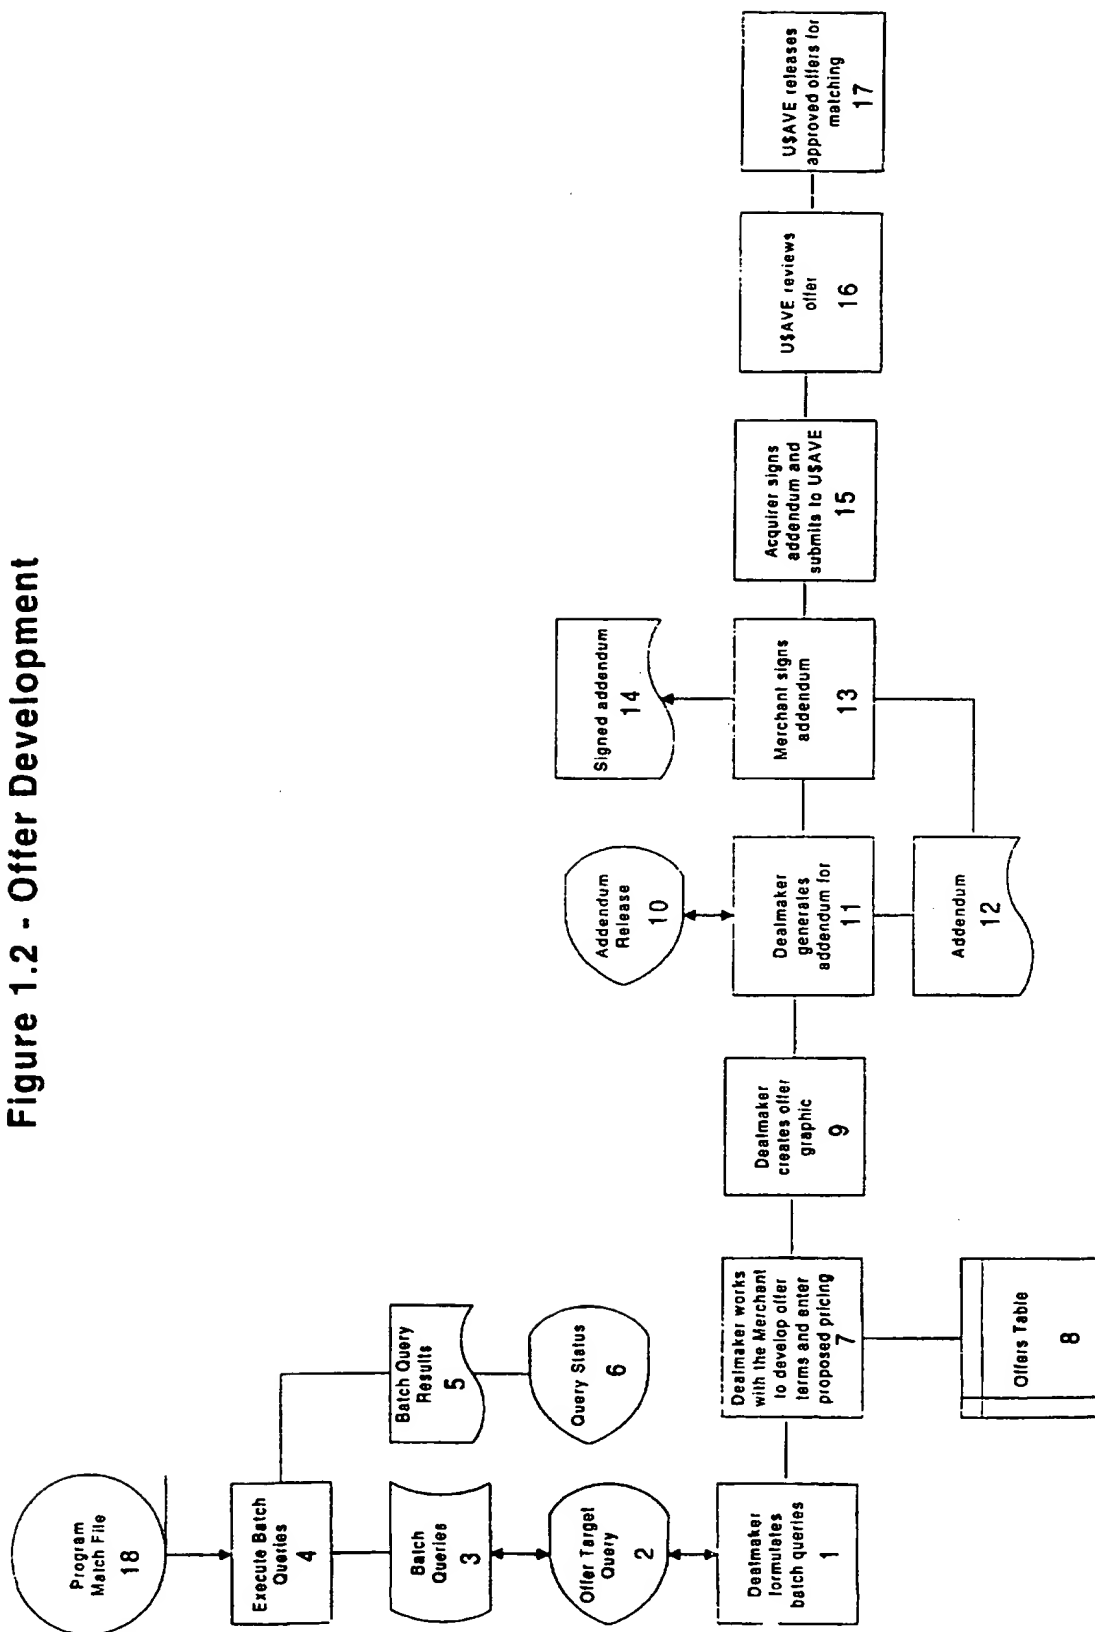 Figure 1.2 - Offer Development
Program
Match File
18
Execute Batch
Queries
4
Batch
Queries
3
Offer Target
Query
2
Dealmaker
formulates
batch queries
1
Batch Query
Results
5
Query Status
6
Dealmaker works
with the Merchant
to develop offer
terms and enter
proposed pricing
7
Offers Table
8
Dealmaker
creates offer
graphic
9
Addendum
Release
10
Dealmaker
generates
addendum for
11
Addendum
12
Signed addendum
14
Merchant signs
addendum
13
Acquirer signs
addendum and
submits to U$AVE
15
U$AVE reviews
offer
16
U$AVE releases
approved offers for
matching
17